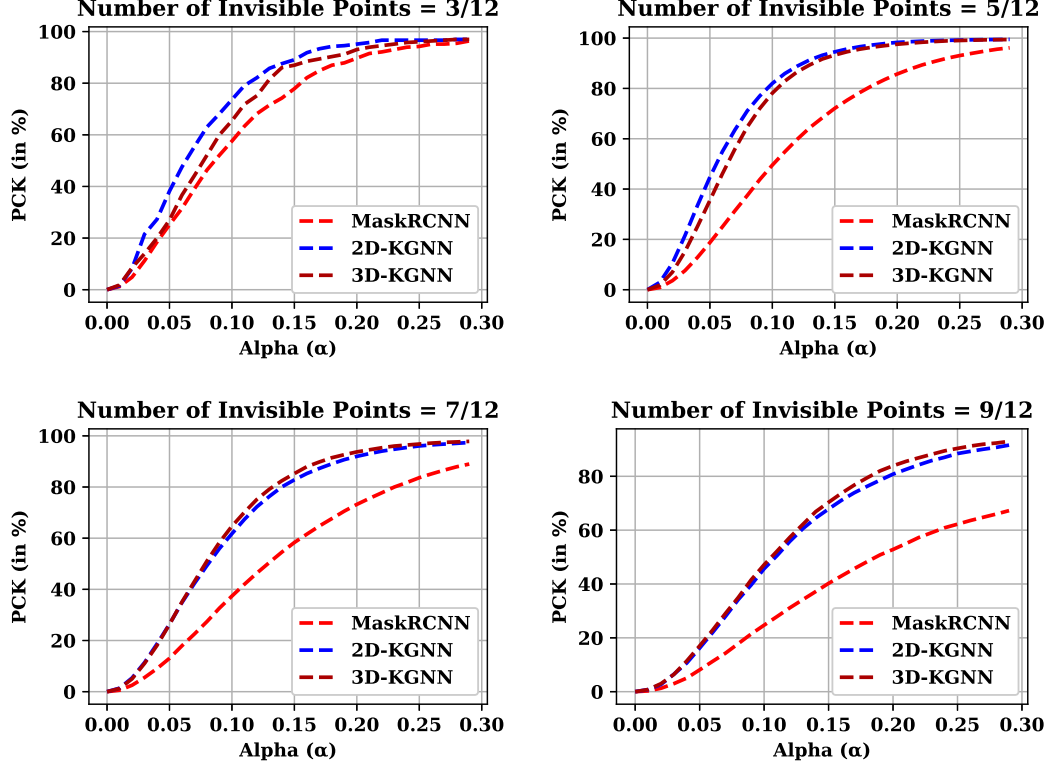 Number of Invisible Points = 3/12
100
80
60
40
20
0
PCK (in %)
MaskRCNN
2D-KGNN
3D-KGNN
0.00 0.05 0.10 0.15 0.20 0.25 0.30
Alpha (α)
Number of Invisible Points = 5/12
100
80
60
40
20
0
PCK (in %)
MaskRCNN
2D-KGNN
3D-KGNN
0.00 0.05 0.10 0.15 0.20 0.25 0.30
Alpha (α)
Number of Invisible Points = 7/12
100
80
60
40
20
0
PCK (in %)
MaskRCNN
2D-KGNN
3D-KGNN
0.00 0.05 0.10 0.15 0.20 0.25 0.30
Alpha (α)
Number of Invisible Points = 9/12
80
60
40
20
0
PCK (in %)
MaskRCNN
2D-KGNN
3D-KGNN
0.00 0.05 0.10 0.15 0.20 0.25 0.30
Alpha (α)